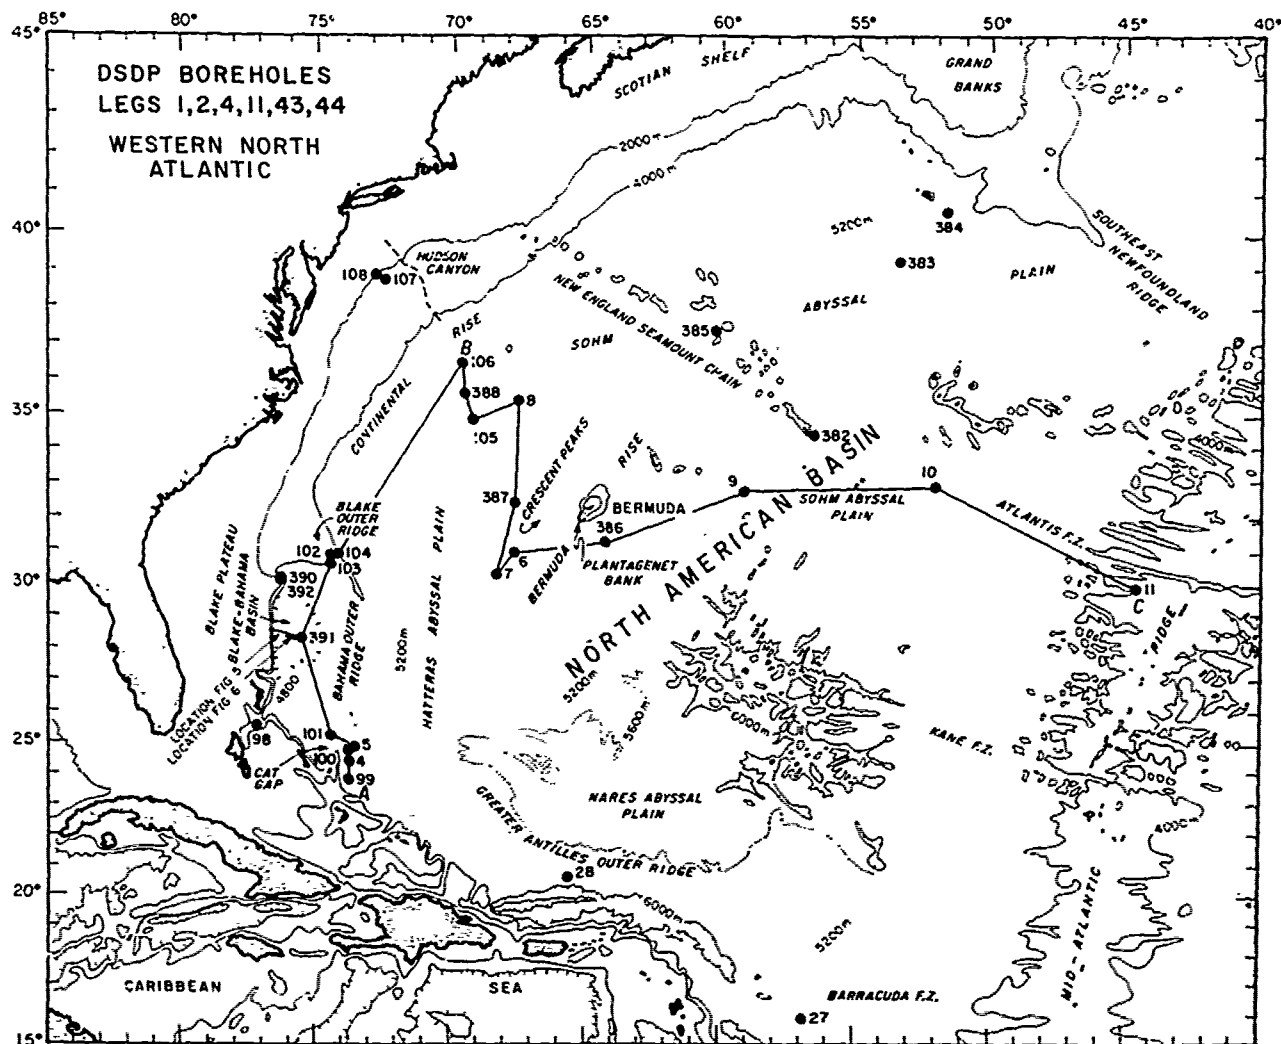 85°
80°
75°
70°
65°
60°
55°
50°
45°
40°
45°
40°
35°
30°
25°
20°
15°
DSDP BOREHOLES
LEGS 1,2,4,11,43,44
WESTERN NORTH
ATLANTIC
SCOTIAN SHELF
GRAND
BANKS
2000m
4000m
5200m
384
383
SOUTHEAST
NEWFOUNDLAND
RIDGE
HUDSON
CANYON
108
107
PLAIN
ABYSSAL
SOHM
NEW ENGLAND SEAMOUNT CHAIN
385
CONTINENTAL RISE
B
106
388
8
105
382
4000m
CRESCENT PEAKS
387
BERMUDA RISE
BERMUDA
386
9
10
SOHM ABYSSAL
PLAIN
ATLANTIS F.Z.
NORTH AMERICAN BASIN
PLANTAGENET
BANK
6
7
11
C
BLAKE
OUTER
RIDGE
102
104
103
390
392
BLAKE PLATEAU
BLAKE-BAHAMA
BASIN
391
BAHAMA OUTER
RIDGE
HATTERAS ABYSSAL PLAIN
5200m
LOCATION FIG 5
LOCATION FIG 6
4800
98
101
5
100
4
99
A
CAT
GAP
5200m
5600m
6000m
KANE F.Z.
NARES ABYSSAL
PLAIN
GREATER ANTILLES OUTER RIDGE
28
6000m
5200m
4000m
MID-ATLANTIC RIDGE
CARIBBEAN SEA
BARRACUDA F.Z.
27